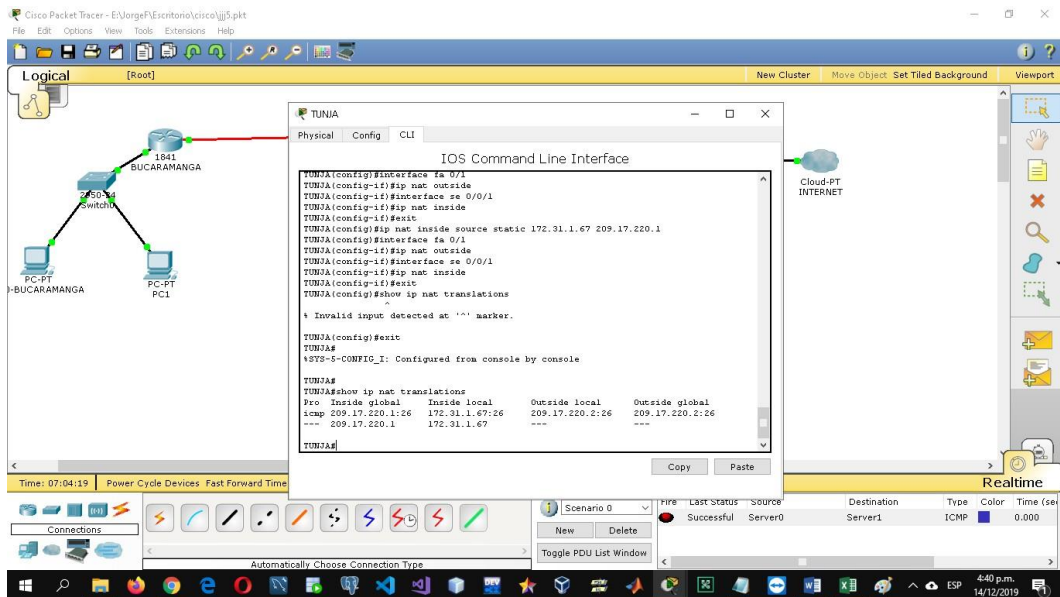 Cisco Packet Tracer - E:\JorgeF\Escritorio\cisco\jjj5.pkt
File Edit Options View Tools Extensions Help
Logical [Root] New Cluster Move Object Set Tiled Background Viewport
1841
BUCARAMANGA
2950-24
Switch0
PC-PT
0-BUCARAMANGA
PC-PT
PC1
Cloud-PT
INTERNET
TUNJA
Physical Config CLI
IOS Command Line Interface
TUNJA(config)#interface fa 0/1
TUNJA(config-if)#ip nat outside
TUNJA(config-if)#interface se 0/0/1
TUNJA(config-if)#ip nat inside
TUNJA(config-if)#exit
TUNJA(config)#ip nat inside source static 172.31.1.67 209.17.220.1
TUNJA(config)#interface fa 0/1
TUNJA(config-if)#ip nat outside
TUNJA(config-if)#interface se 0/0/1
TUNJA(config-if)#ip nat inside
TUNJA(config-if)#exit
TUNJA(config)#show ip nat translations
^
% Invalid input detected at '^' marker.
TUNJA(config)#exit
TUNJA#
%SYS-5-CONFIG_I: Configured from console by console
TUNJA#
TUNJA#show ip nat translations
Pro Inside global Inside local Outside local Outside global
icmp 209.17.220.1:26 172.31.1.67:26 209.17.220.2:26 209.17.220.2:26
--- 209.17.220.1 172.31.1.67 --- ---
TUNJA#
Copy Paste
Time: 07:04:19 Power Cycle Devices Fast Forward Time
Realtime
Connections
Automatically Choose Connection Type
Scenario 0
New Delete
Toggle PDU List Window
Fire Last Status Source Destination Type Color Time (sec
Successful Server0 Server1 ICMP 0.000
ESP
4:40 p.m.
14/12/2019